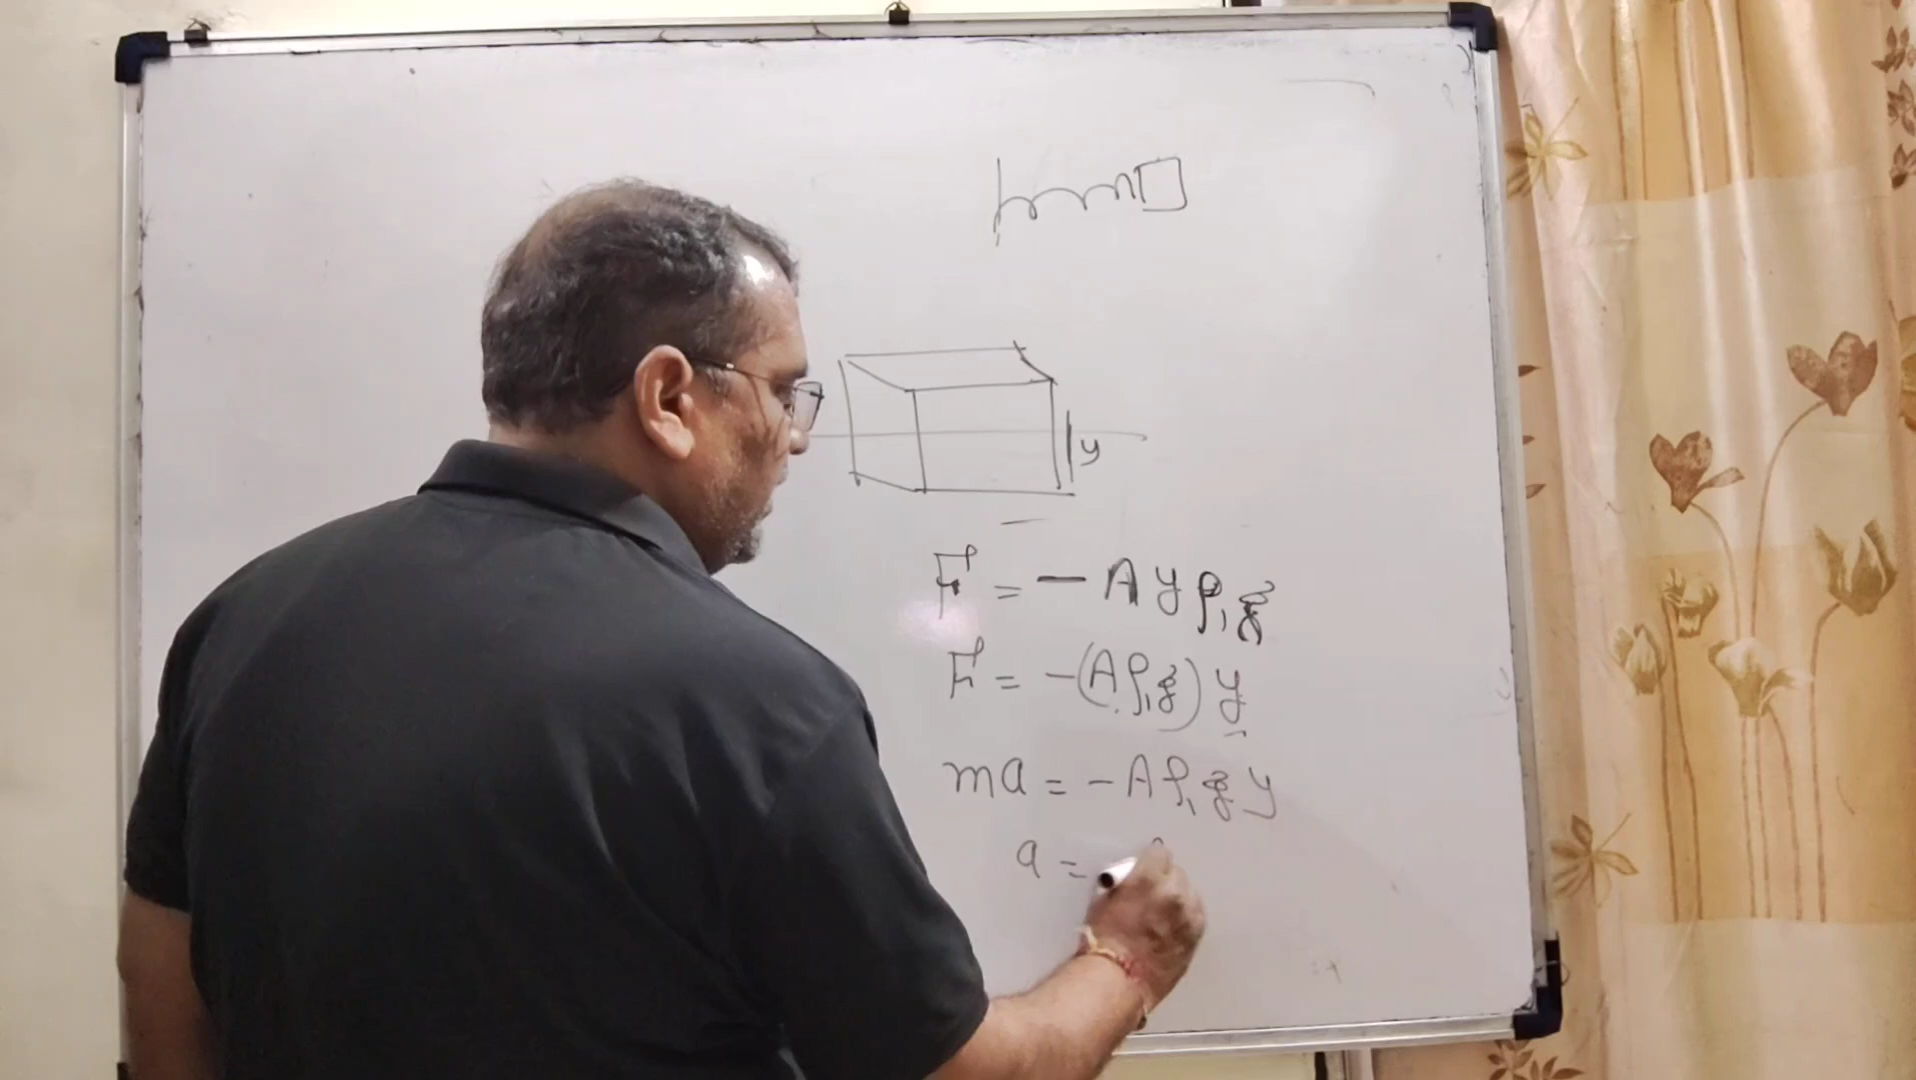 y
F = - A y ρ₁ g
F = -(A ρ₁ g) y
ma = - A ρ₁ g y
a =